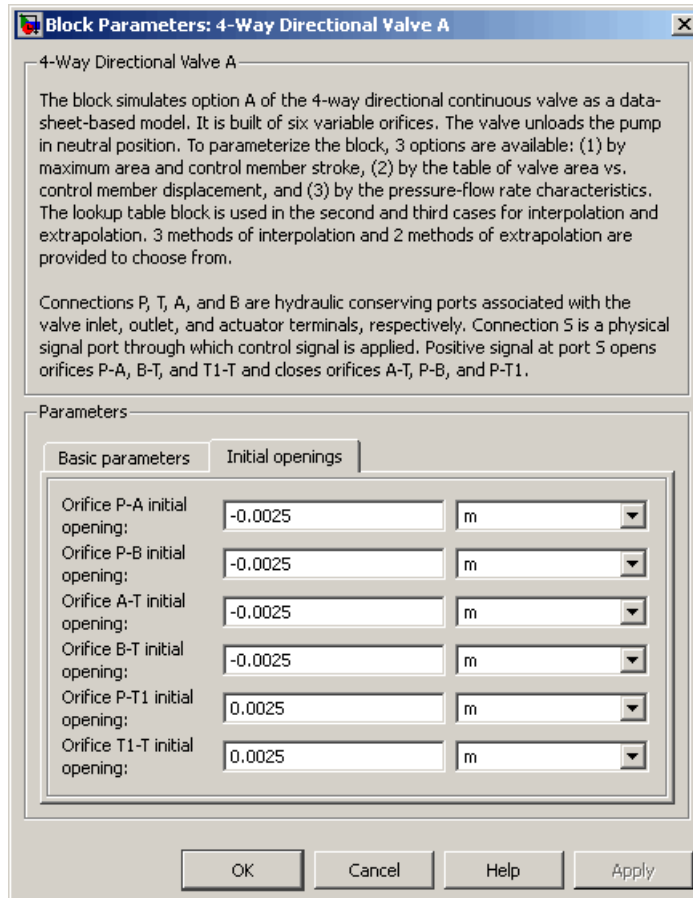 Block Parameters: 4-Way Directional Valve A
4-Way Directional Valve A
The block simulates option A of the 4-way directional continuous valve as a data-
sheet-based model. It is built of six variable orifices. The valve unloads the pump
in neutral position. To parameterize the block, 3 options are available: (1) by
maximum area and control member stroke, (2) by the table of valve area vs.
control member displacement, and (3) by the pressure-flow rate characteristics.
The lookup table block is used in the second and third cases for interpolation and
extrapolation. 3 methods of interpolation and 2 methods of extrapolation are
provided to choose from.
Connections P, T, A, and B are hydraulic conserving ports associated with the
valve inlet, outlet, and actuator terminals, respectively. Connection S is a physical
signal port through which control signal is applied. Positive signal at port S opens
orifices P-A, B-T, and T1-T and closes orifices A-T, P-B, and P-T1.
Parameters
Basic parameters Initial openings
Orifice P-A initial
opening: -0.0025 m
Orifice P-B initial
opening: -0.0025 m
Orifice A-T initial
opening: -0.0025 m
Orifice B-T initial
opening: -0.0025 m
Orifice P-T1 initial
opening: 0.0025 m
Orifice T1-T initial
opening: 0.0025 m
OK Cancel Help Apply